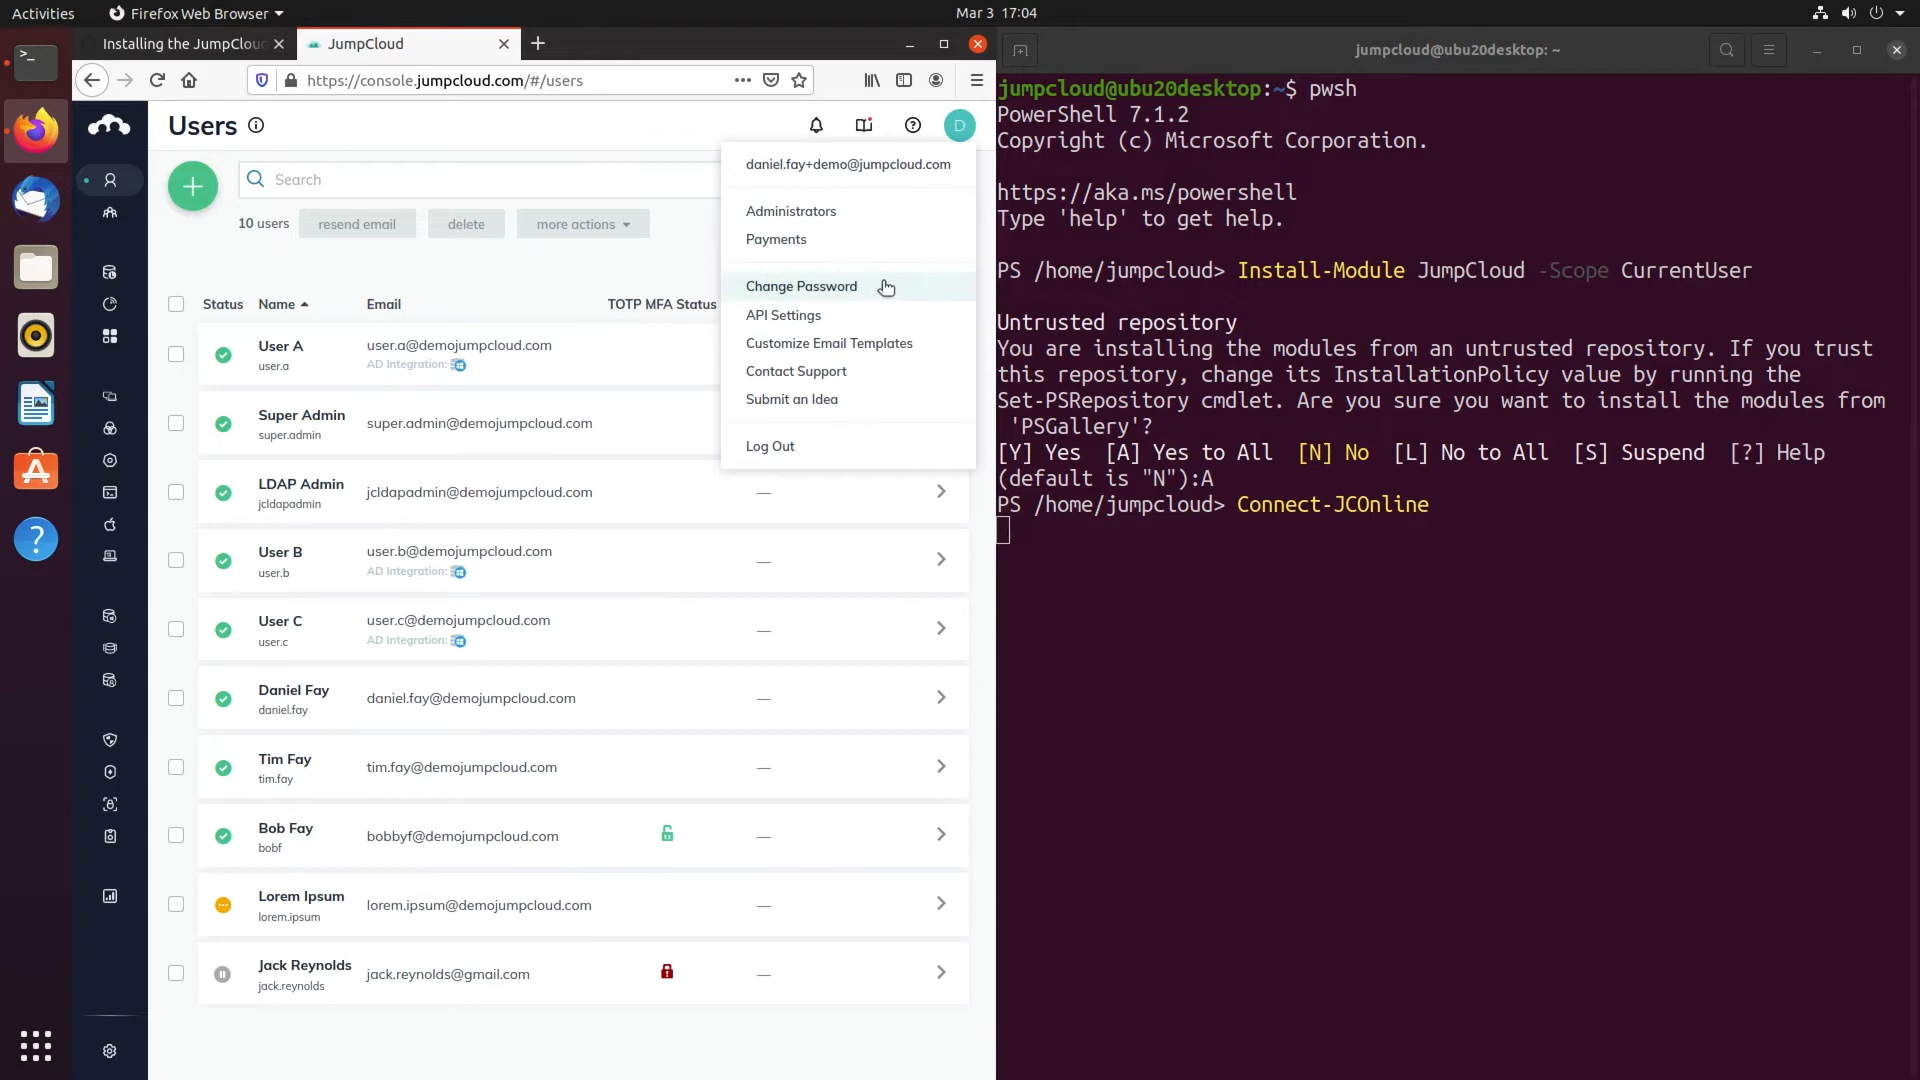 Activities
Firefox Web Browser
Mar 3 17:04
Installing the JumpClou
JumpCloud
https://console.jumpcloud.com/#/users
Users
D
daniel.fay+demo@jumpcloud.com
Administrators
Payments
Change Password
API Settings
Customize Email Templates
Contact Support
Submit an Idea
Log Out
Search
10 users
resend email
delete
more actions
Status Name Email TOTP MFA Status
User A
user.a
user.a@demojumpcloud.com
AD Integration:
Super Admin
super.admin
super.admin@demojumpcloud.com
LDAP Admin
jcldapadmin
jcldapadmin@demojumpcloud.com
—
User B
user.b
user.b@demojumpcloud.com
AD Integration:
—
User C
user.c
user.c@demojumpcloud.com
AD Integration:
—
Daniel Fay
daniel.fay
daniel.fay@demojumpcloud.com
—
Tim Fay
tim.fay
tim.fay@demojumpcloud.com
—
Bob Fay
bobf
bobbyf@demojumpcloud.com
—
Lorem Ipsum
lorem.ipsum
lorem.ipsum@demojumpcloud.com
—
Jack Reynolds
jack.reynolds
jack.reynolds@gmail.com
—
jumpcloud@ubu20desktop: ~
jumpcloud@ubu20desktop:~$ pwsh
PowerShell 7.1.2
Copyright (c) Microsoft Corporation.
https://aka.ms/powershell
Type 'help' to get help.
PS /home/jumpcloud> Install-Module JumpCloud -Scope CurrentUser
Untrusted repository
You are installing the modules from an untrusted repository. If you trust
this repository, change its InstallationPolicy value by running the
Set-PSRepository cmdlet. Are you sure you want to install the modules from
'PSGallery'?
[Y] Yes [A] Yes to All [N] No [L] No to All [S] Suspend [?] Help
(default is "N"):A
PS /home/jumpcloud> Connect-JCOnline